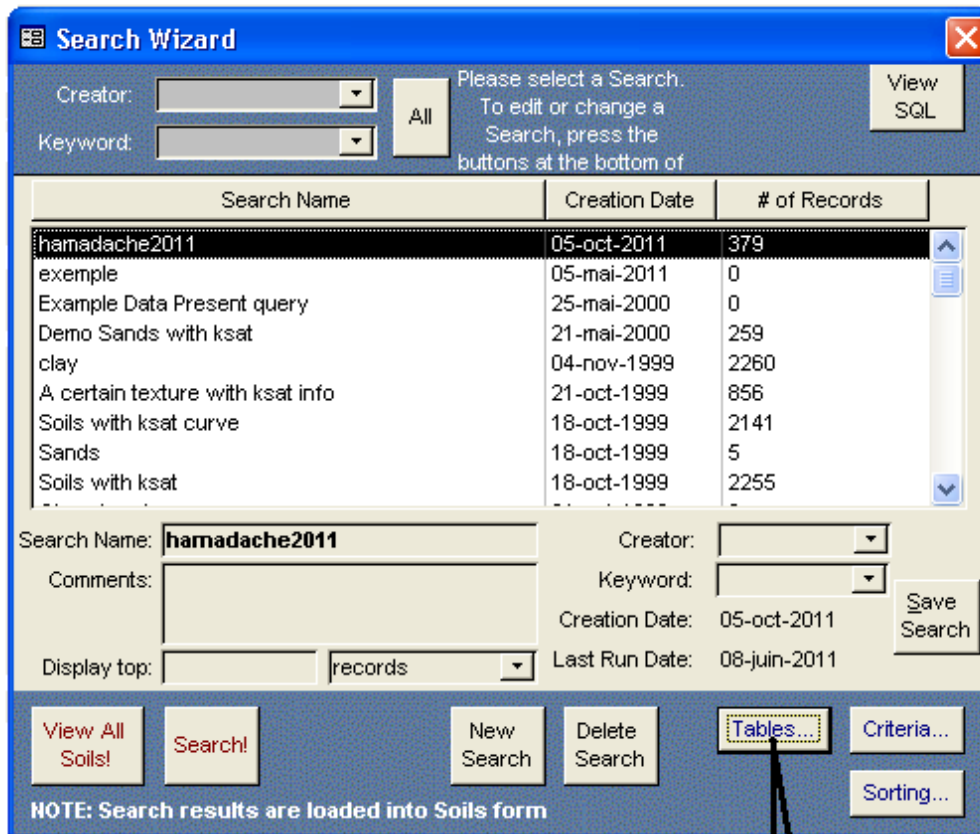 Search Wizard
Creator:
Keyword:
All
Please select a Search.
To edit or change a
Search, press the
buttons at the bottom of
View
SQL
Search Name Creation Date # of Records
hamadache2011 05-oct-2011 379
exemple 05-mai-2011 0
Example Data Present query 25-mai-2000 0
Demo Sands with ksat 21-mai-2000 259
clay 04-nov-1999 2260
A certain texture with ksat info 21-oct-1999 856
Soils with ksat curve 18-oct-1999 2141
Sands 18-oct-1999 5
Soils with ksat 18-oct-1999 2255
Search Name: hamadache2011
Comments:
Display top: records
Creator:
Keyword:
Creation Date: 05-oct-2011
Last Run Date: 08-juin-2011
Save
Search
View All
Soils!
Search!
New
Search
Delete
Search
Tables...
Criteria...
Sorting...
NOTE: Search results are loaded into Soils form